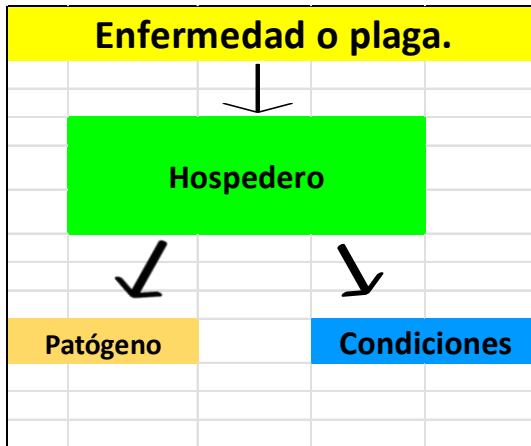 Enfermedad o plaga.
Hospedero
Patógeno
Condiciones